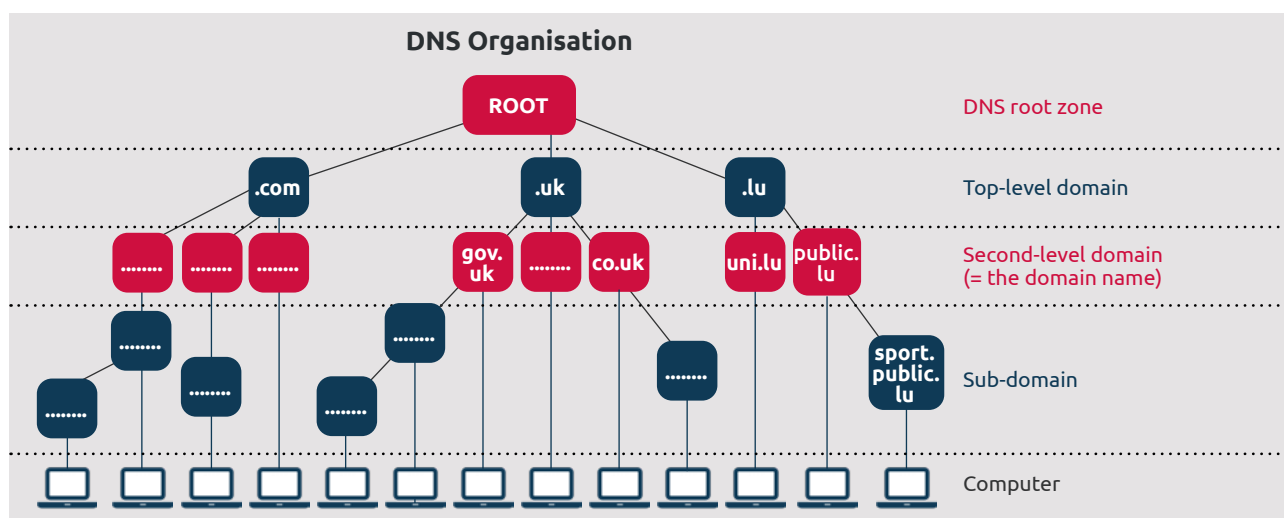 DNS Organisation
ROOT
DNS root zone
.com
.uk
.lu
Top-level domain
........
........
........
gov.
uk
........
co.uk
uni.lu
public.
lu
Second-level domain
(= the domain name)
........
........
........
........
........
........
sport.
public.
lu
Sub-domain
Computer